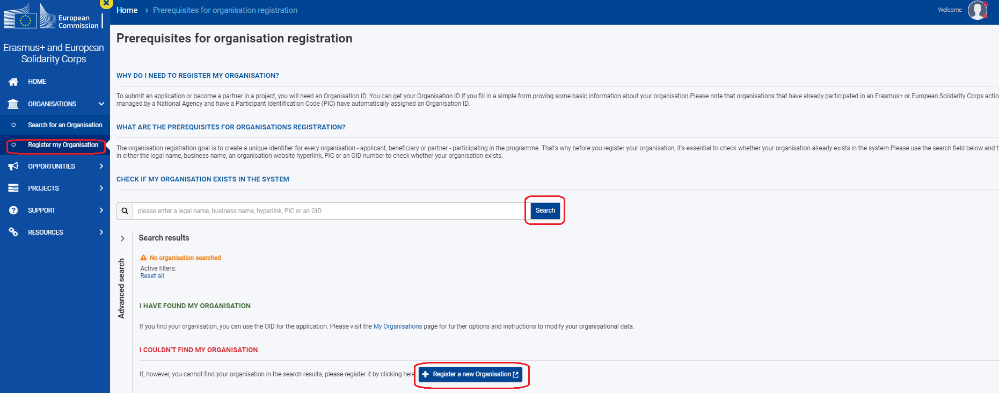 European
Commission
Erasmus+ and European
Solidarity Corps
HOME
ORGANISATIONS
Search for an Organisation
Register my Organisation
OPPORTUNITIES
PROJECTS
SUPPORT
RESOURCES
Home > Prerequisites for organisation registration
Welcome
Prerequisites for organisation registration
WHY DO I NEED TO REGISTER MY ORGANISATION?
To submit an application or become a partner in a project, you will need an Organisation ID. You can get your Organisation ID if you fill in a simple form proving some basic information about your organisation.Please note that organisations that have already participated in an Erasmus+ or European Solidarity Corps actio
managed by a National Agency and have a Participant Identification Code (PIC) have automatically assigned an Organisation ID.
WHAT ARE THE PREREQUISITES FOR ORGANISATIONS REGISTRATION?
The organisation registration goal is to create a unique identifier for every organisation - applicant, beneficiary or partner - participating in the programme. That's why before you register your organisation, it's essential to check whether your organisation already exists in the system.Please use the search field below and ty
in either the legal name, business name, an organisation website hyperlink, PIC or an OID number to check whether your organisation exists.
CHECK IF MY ORGANISATION EXISTS IN THE SYSTEM
please enter a legal name, business name, hyperlink, PIC or an OID
Search
Advanced search
Search results
No organisation searched
Active filters:
Reset all
I HAVE FOUND MY ORGANISATION
If you find your organisation, you can use the OID for the application. Please visit the My Organisations page for further options and instructions to modify your organisational data.
I COULDN'T FIND MY ORGANISATION
If, however, you cannot find your organisation in the search results, please register it by clicking here:
Register a new Organisation